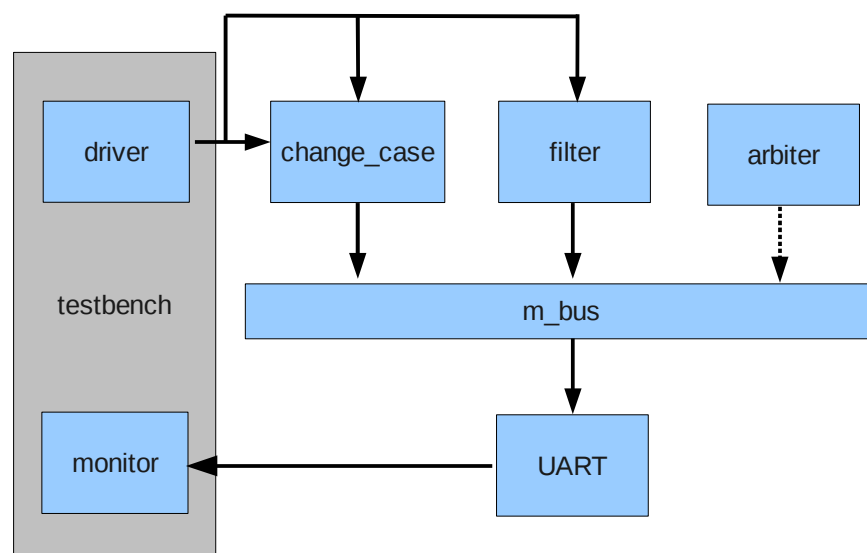 driver
change_case
filter
arbiter
testbench
m_bus
monitor
UART